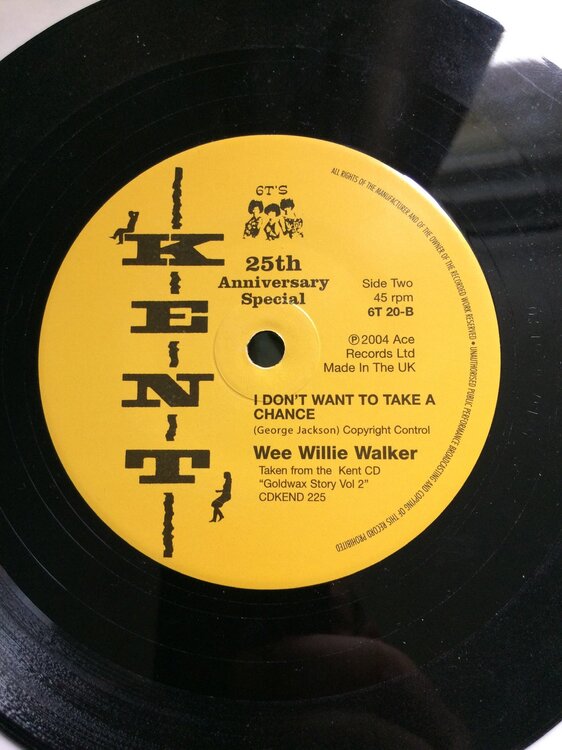 KENT
6T'S
25th
Anniversary
Special
Side Two
45 rpm
6T 20-B
℗2004 Ace
Records Ltd
Made In The UK
I DON'T WANT TO TAKE A
CHANCE
(George Jackson) Copyright Control
Wee Willie Walker
Taken from the Kent CD
"Goldwax Story Vol 2"
CDKEND 225
ALL RIGHTS OF THE MANUFACTURER AND OF THE OWNER OF THE RECORDED WORK RESERVED • UNAUTHORISED PUBLIC PERFORMANCE BROADCASTING AND COPYING OF THIS RECORD PROHIBITED